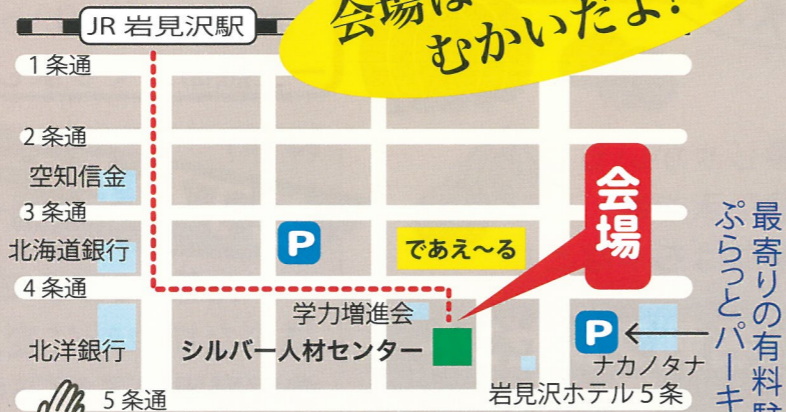 JR 岩見沢駅
会場は
むかいだよ!
1条通
2条通
空知信金
3条通
北海道銀行
P
であえ〜る
会場
4条通
学力増進会
北洋銀行
シルバー人材センター
P
ナカノタナ
岩見沢ホテル5条
5条通
最寄りの有料
ぷらっとパーキ